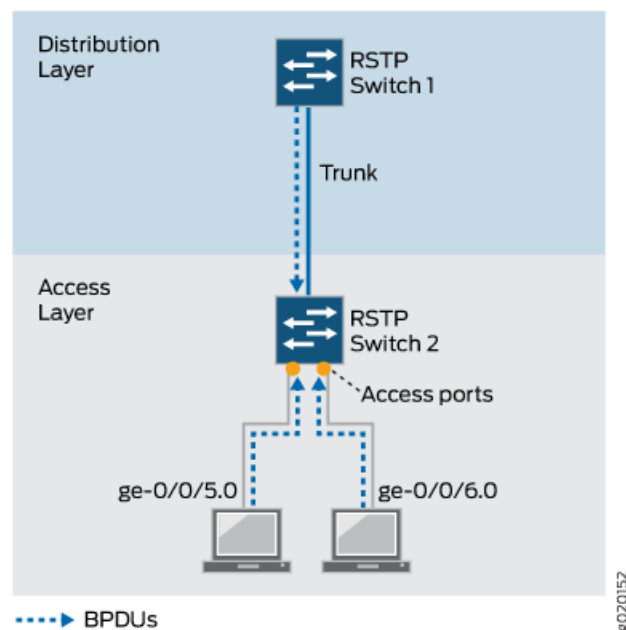 Distribution
Layer
RSTP
Switch 1
Trunk
Access
Layer
RSTP
Switch 2
Access ports
ge-0/0/5.0
ge-0/0/6.0
BPDUs
g020152